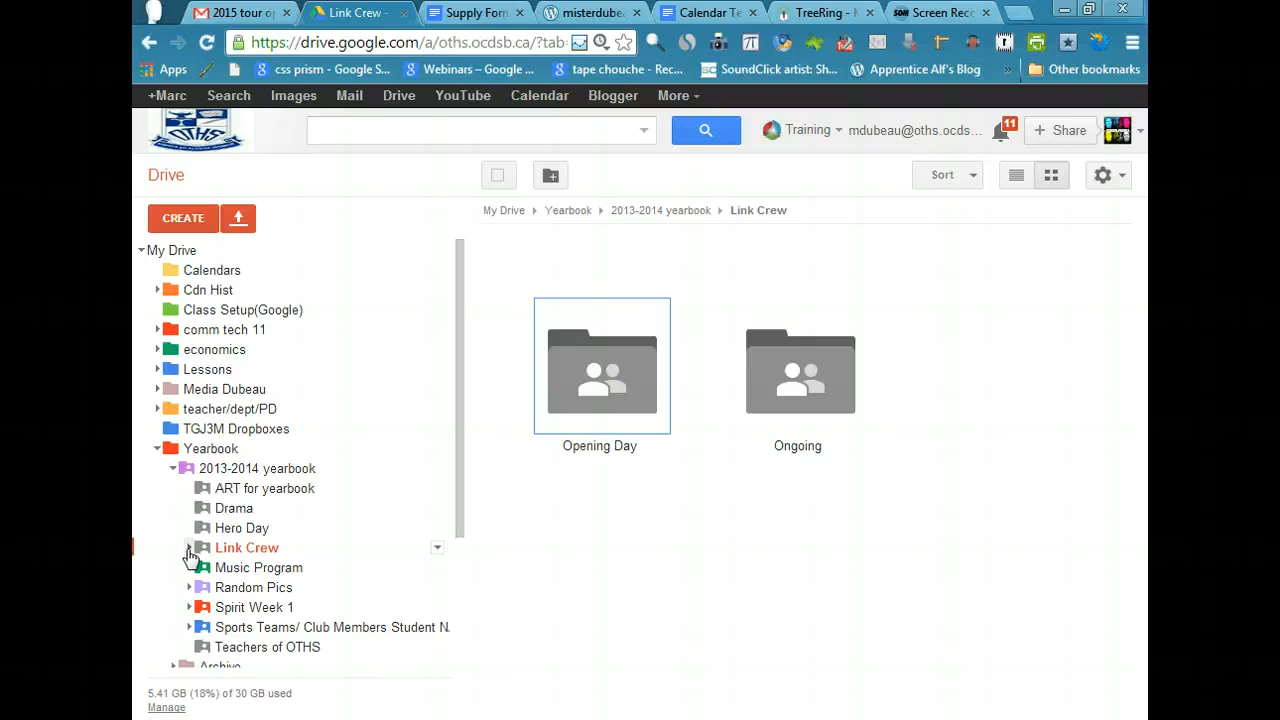 2015 tour o
Link Crew
Supply Form
misterdube
Calendar Te
TreeRing - M
SOM Screen Reco
https://drive.google.com/a/oths.ocdsb.ca/?tab
Apps
css prism - Google S...
Webinars – Google ...
tape chouche - Rec...
SC SoundClick artist: Sh...
Apprentice Alf's Blog
»
Other bookmarks
+Marc Search Images Mail Drive YouTube Calendar Blogger More
OTHS
Training
mdubeau@oths.ocds...
11
+ Share
Drive
Sort
CREATE
My Drive Yearbook 2013-2014 yearbook Link Crew
My Drive
Calendars
Cdn Hist
Class Setup(Google)
comm tech 11
economics
Lessons
Media Dubeau
teacher/dept/PD
TGJ3M Dropboxes
Yearbook
2013-2014 yearbook
ART for yearbook
Drama
Hero Day
Link Crew
Music Program
Random Pics
Spirit Week 1
Sports Teams/ Club Members Student N.
Teachers of OTHS
Archive
Opening Day
Ongoing
5.41 GB (18%) of 30 GB used
Manage